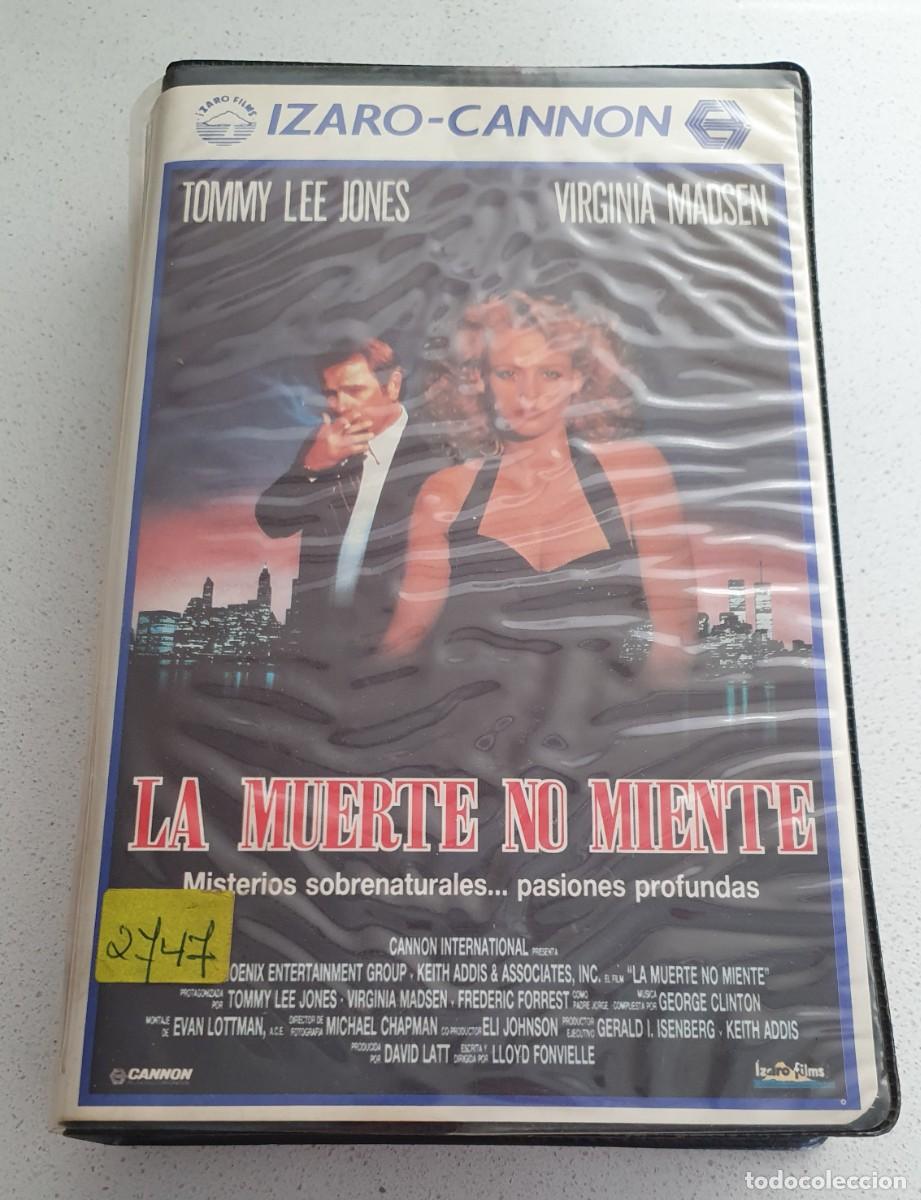 IZARO FILMS
IZARO-CANNON
TOMMY LEE JONES VIRGINIA MADSEN
LA MUERTE NO MIENTE
Misterios sobrenaturales... pasiones profundas
2747
CANNON INTERNATIONAL PRESENTA
OENIX ENTERTAINMENT GROUP · KEITH ADDIS & ASSOCIATES, INC. EL FILM "LA MUERTE NO MIENTE"
PROTAGONIZADA POR TOMMY LEE JONES · VIRGINIA MADSEN · FREDERIC FORREST COMO PADRE JORGE · MUSICA COMPUESTA POR GEORGE CLINTON
MONTAJE DE EVAN LOTTMAN, A.C.E. DIRECTOR DE FOTOGRAFIA MICHAEL CHAPMAN CO-PRODUCTOR ELI JOHNSON PRODUCTOR EJECUTIVO GERALD I. ISENBERG · KEITH ADDIS
PRODUCIDA POR DAVID LATT ESCRITA Y DIRIGIDA POR LLOYD FONVIELLE
CANNON
Izaro films
todocoleccion